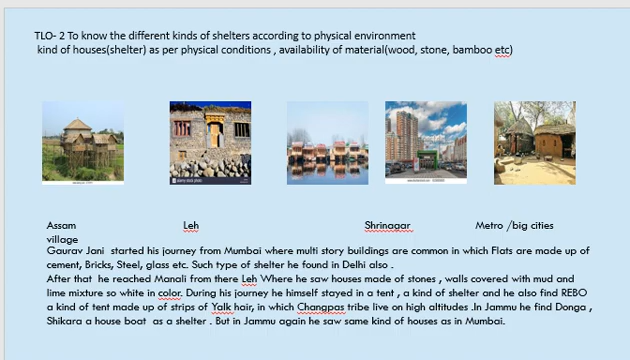 TLO- 2 To know the different kinds of shelters according to physical environment
kind of houses(shelter) as per physical conditions , availability of material(wood, stone, bamboo etc)
Assam village
Leh
Shrinagar
Metro /big cities
Gaurav Jani started his journey from Mumbai where multi story buildings are common in which Flats are made up of
cement, Bricks, Steel, glass etc. Such type of shelter he found in Delhi also .
After that he reached Manali from there Leh Where he saw houses made of stones , walls covered with mud and
lime mixture so white in color. During his journey he himself stayed in a tent , a kind of shelter and he also find REBO
a kind of tent made up of strips of Yalk hair, in which Changpas tribe live on high altitudes .In Jammu he find Donga ,
Shikara a house boat as a shelter . But in Jammu again he saw same kind of houses as in Mumbai.